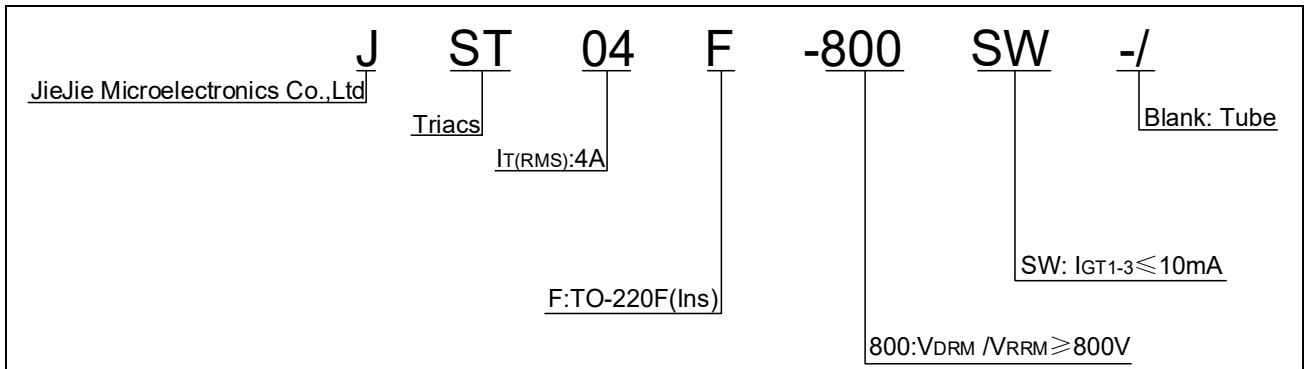 J ST 04 F -800 SW -/
JieJie Microelectronics Co.,Ltd
Triacs
Blank: Tube
IT(RMS):4A
SW: IGT1-3≤10mA
F:TO-220F(Ins)
800:VDRM /VRRM≥800V